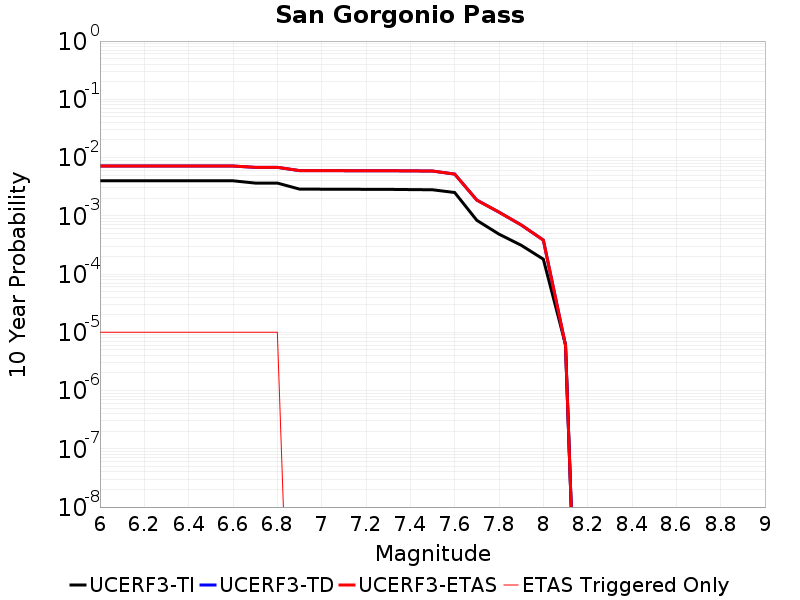 San Gorgonio Pass
10 Year Probability
10^0
10^-1
10^-2
10^-3
10^-4
10^-5
10^-6
10^-7
10^-8
6 6.2 6.4 6.6 6.8 7 7.2 7.4 7.6 7.8 8 8.2 8.4 8.6 8.8 9
Magnitude
UCERF3-TI UCERF3-TD UCERF3-ETAS ETAS Triggered Only